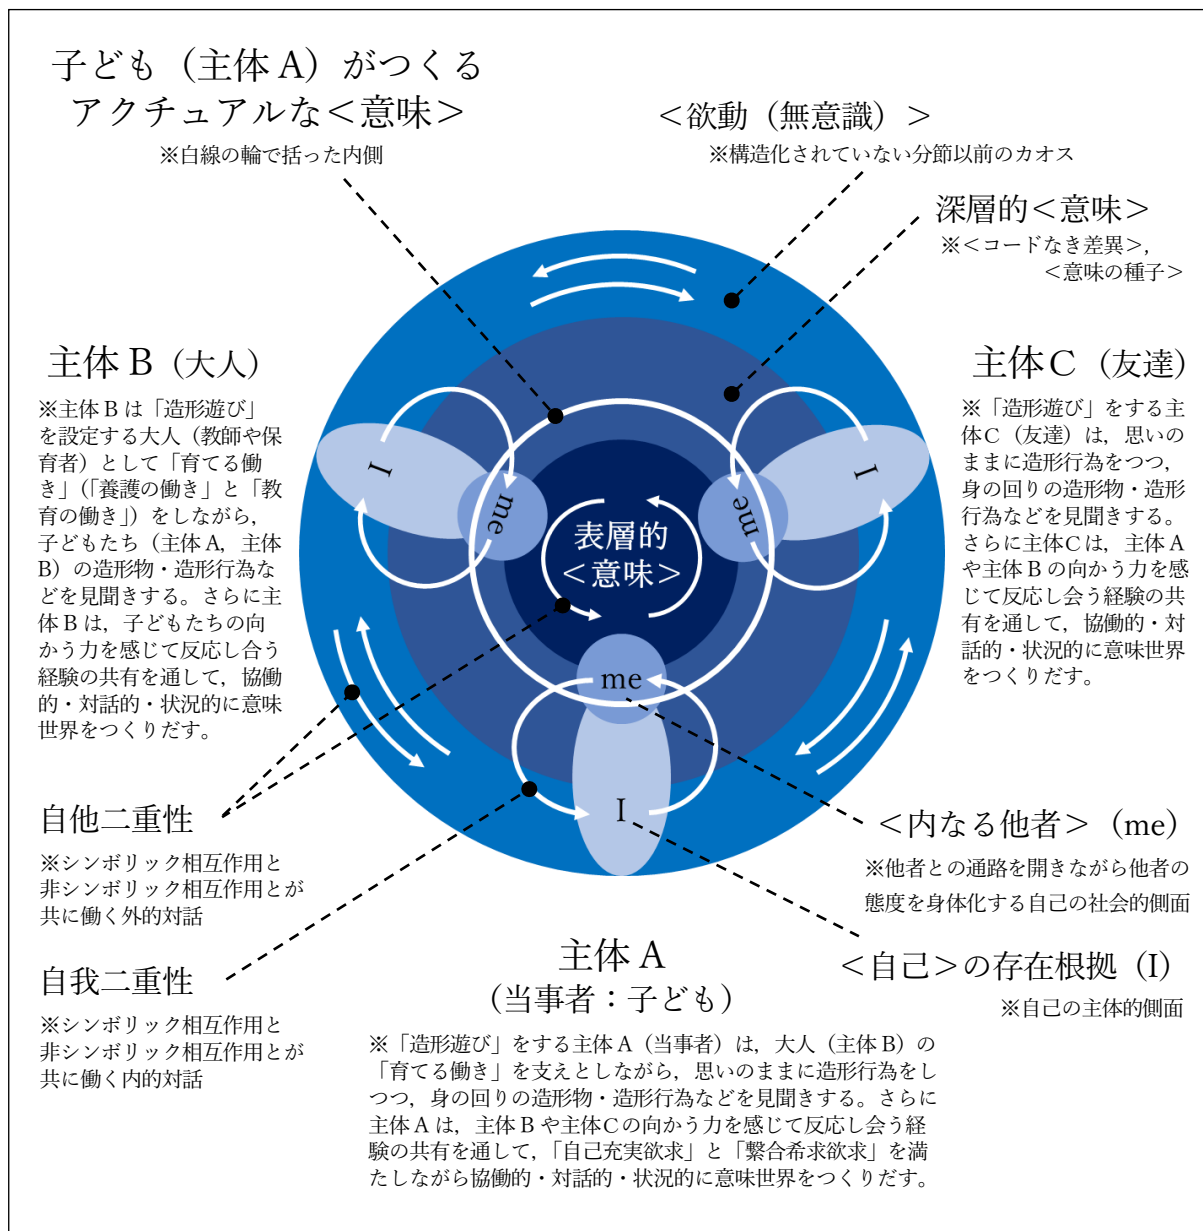 子ども（主体 A）がつくる
アクチュアルな＜意味＞
※白線の輪で括った内側
＜欲動（無意識）＞
※構造化されていない分節以前のカオス
深層的＜意味＞
※＜コードなき差異＞，
＜意味の種子＞
主体 B（大人）
※主体 B は「造形遊び」
を設定する大人（教師や保
育者）として「育てる働
き」（「養護の働き」と「教
育の働き」）をしながら，
子どもたち（主体 A，主体
B）の造形物・造形行為な
どを見聞きする。さらに主
体 B は，子どもたちの向
かう力を感じて反応し合う
経験の共有を通して，協働
的・対話的・状況的に意味
世界をつくりだす。
主体 C（友達）
※「造形遊び」をする主
体 C（友達）は，思いの
ままに造形行為をつつ，
身の回りの造形物・造形
行為などを見聞きする。
さらに主体 C は，主体 A
や主体 B の向かう力を感
じて反応し会う経験の共
有を通して，協働的・対
話的・状況的に意味世界
をつくりだす。
I
me
I
me
表層的
＜意味＞
me
I
自他二重性
※シンボリック相互作用と
非シンボリック相互作用とが
共に働く外的対話
自我二重性
※シンボリック相互作用と
非シンボリック相互作用とが
共に働く内的対話
＜内なる他者＞（me）
※他者との通路を開きながら他者の
態度を身体化する自己の社会的側面
＜自己＞の存在根拠（I）
※自己の主体的側面
主体 A
（当事者：子ども）
※「造形遊び」をする主体 A（当事者）は，大人（主体 B）の
「育てる働き」を支えとしながら，思いのままに造形行為をし
つつ，身の回りの造形物・造形行為などを見聞きする。さらに
主体 A は，主体 B や主体 C の向かう力を感じて反応し会う経
験の共有を通して，「自己充実欲求」と「繋合希求欲求」を満
たしながら協働的・対話的・状況的に意味世界をつくりだす。